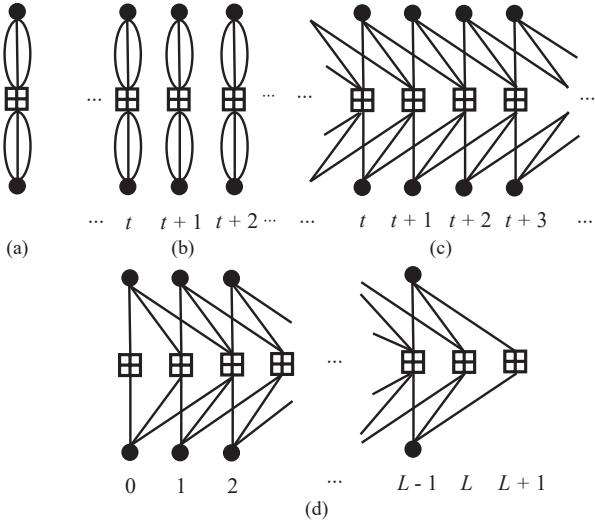 ... ... ... ... ...
... t t + 1 t + 2 ... ... t t + 1 t + 2 t + 3 ...
(a) (b) (c)
...
0 1 2 ... L - 1 L L + 1
(d)